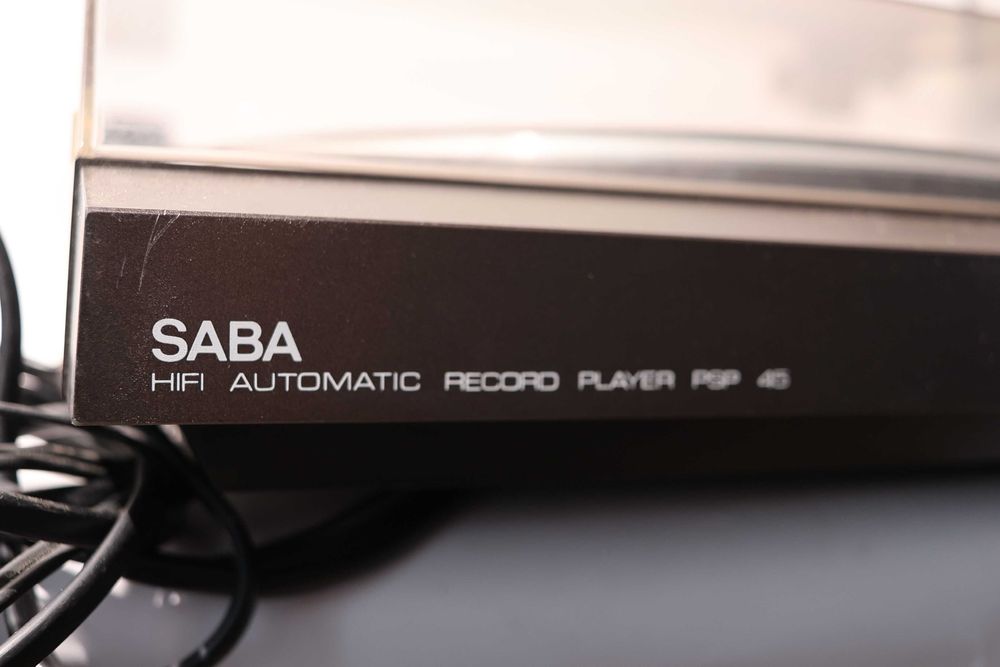 SABA
HIFI AUTOMATIC RECORD PLAYER PSP 45